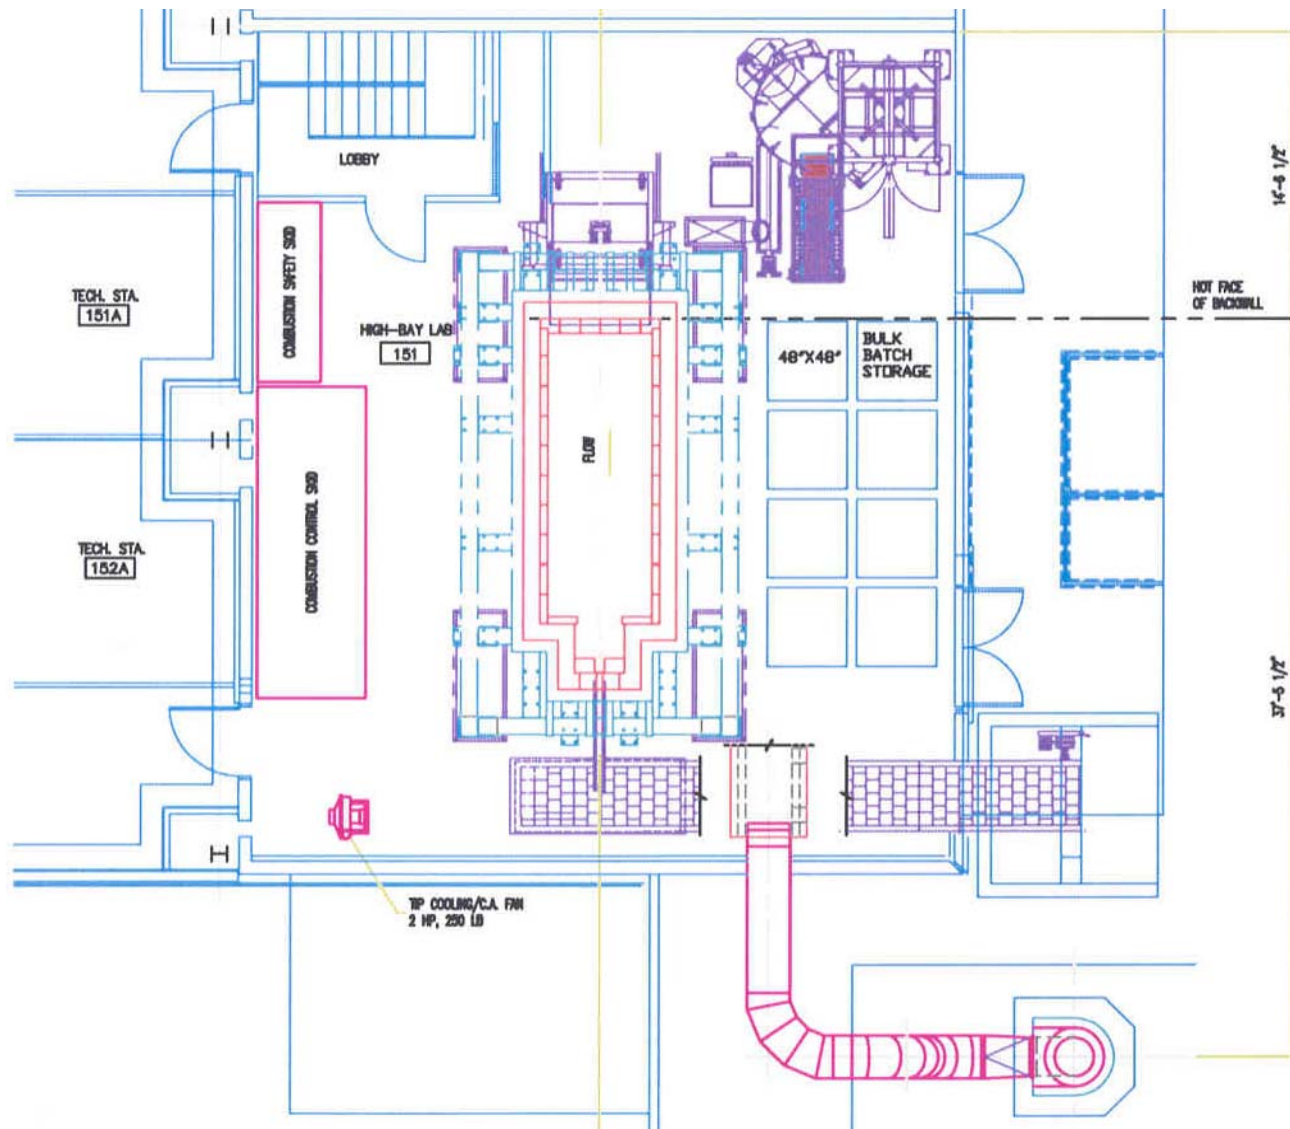 LOBBY
14'-6 1/2"
COMBUSTION SAFETY SKID
TECH. STA.
151A
HOT FACE
OF BACKWALL
HIGH-BAY LAB
151
48"X48"
BULK
BATCH
STORAGE
FLOW
COMBUSTION CONTROL SKID
TECH. STA.
152A
37'-5 1/2"
TIP COOLING/C.A. FAN
2 HP, 250 LB